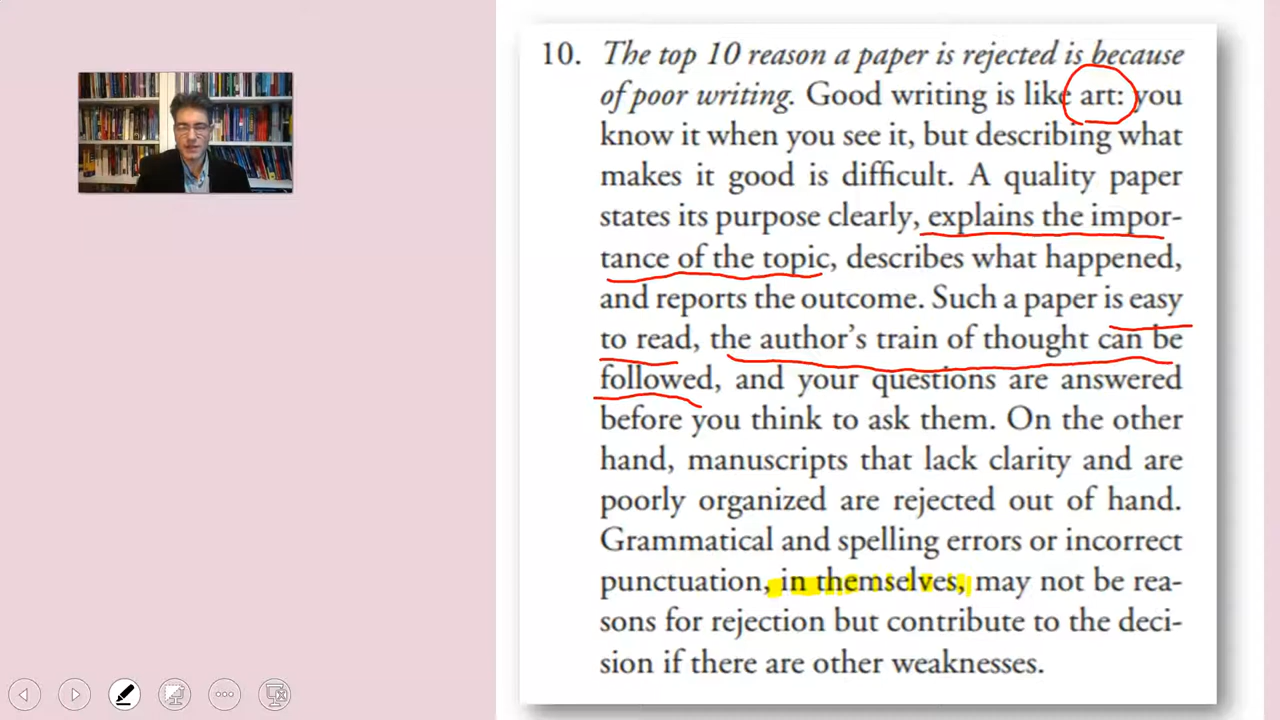 10. The top 10 reason a paper is rejected is because
of poor writing. Good writing is like art: you
know it when you see it, but describing what
makes it good is difficult. A quality paper
states its purpose clearly, explains the impor-
tance of the topic, describes what happened,
and reports the outcome. Such a paper is easy
to read, the author's train of thought can be
followed, and your questions are answered
before you think to ask them. On the other
hand, manuscripts that lack clarity and are
poorly organized are rejected out of hand.
Grammatical and spelling errors or incorrect
punctuation, in themselves, may not be rea-
sons for rejection but contribute to the deci-
sion if there are other weaknesses.